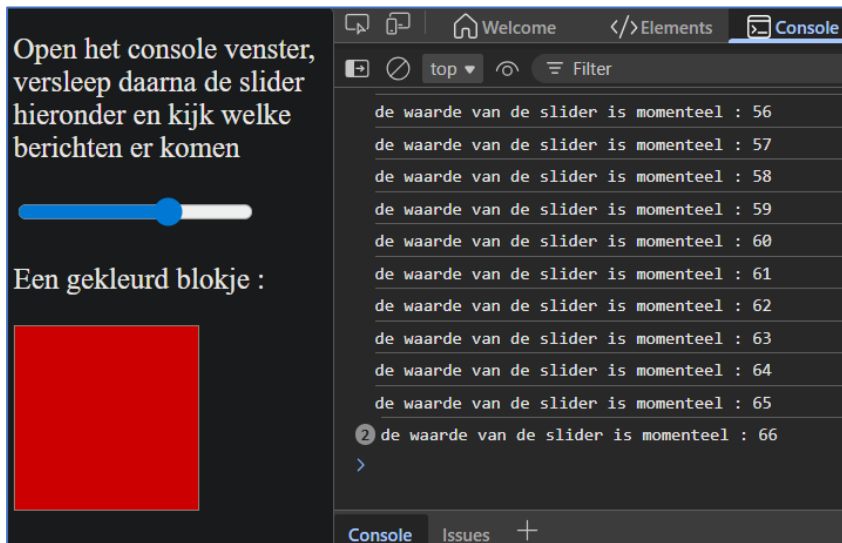 Open het console venster,
versleep daarna de slider
hieronder en kijk welke
berichten er komen
Een gekleurd blokje :
Welcome
</>Elements
Console
top
Filter
de waarde van de slider is momenteel : 56
de waarde van de slider is momenteel : 57
de waarde van de slider is momenteel : 58
de waarde van de slider is momenteel : 59
de waarde van de slider is momenteel : 60
de waarde van de slider is momenteel : 61
de waarde van de slider is momenteel : 62
de waarde van de slider is momenteel : 63
de waarde van de slider is momenteel : 64
de waarde van de slider is momenteel : 65
2 de waarde van de slider is momenteel : 66
>
Console Issues +